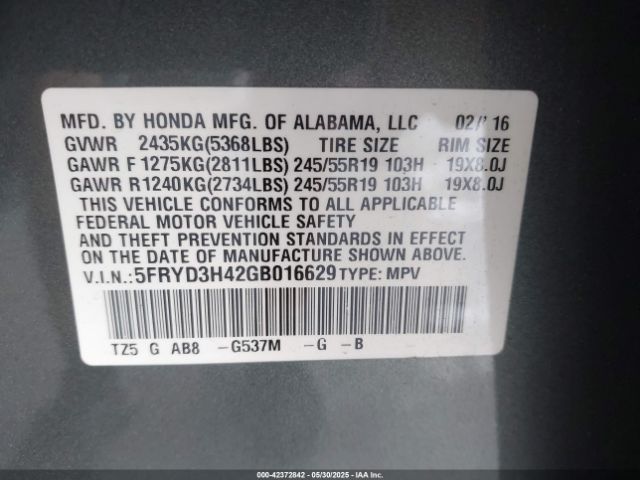 MFD. BY HONDA MFG. OF ALABAMA, LLC 02/'16
GVWR 2435KG(5368LBS) TIRE SIZE RIM SIZE
GAWR F 1275KG(2811LBS) 245/55R19 103H 19X8.0J
GAWR R1240KG(2734LBS) 245/55R19 103H 19X8.0J
THIS VEHICLE CONFORMS TO ALL APPLICABLE
FEDERAL MOTOR VEHICLE SAFETY
AND THEFT PREVENTION STANDARDS IN EFFECT
ON THE DATE OF MANUFACTURE SHOWN ABOVE.
V.I.N.: 5FRYD3H42GB016629 TYPE: MPV
TZ5 G AB8 -G537M -G -B
000-42372842 | 05/30/2025 - IAAI.COM